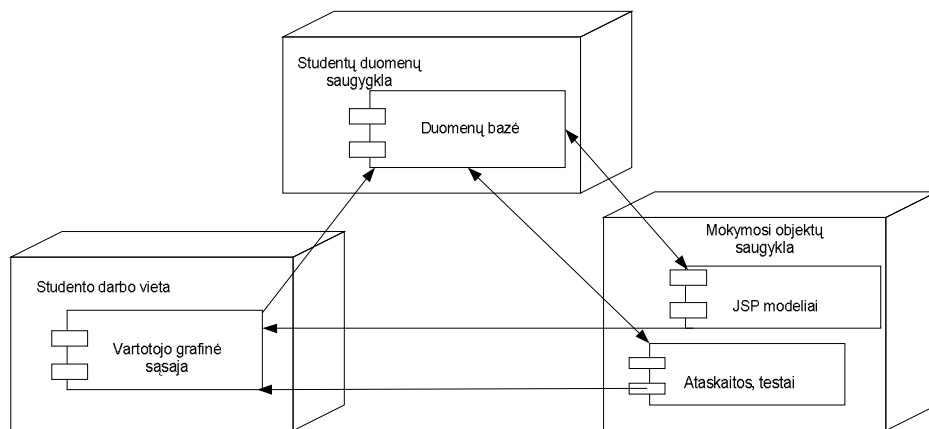 Studentų duomenų
saugygkla
Duomenų bazė
Mokymosi objektų
saugykla
JSP modeliai
Studento darbo vieta
Vartotojo grafinė
sąsaja
Ataskaitos, testai